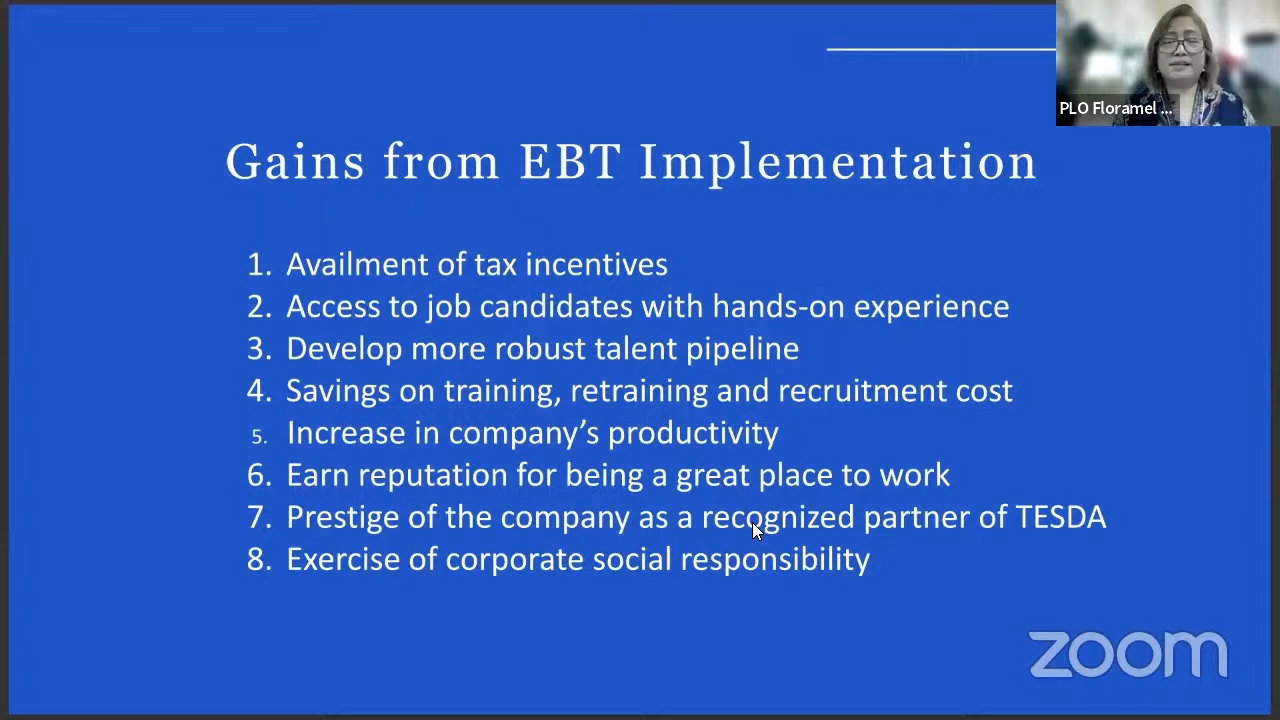 PLO Floramel ...
Gains from EBT Implementation
1. Availment of tax incentives
2. Access to job candidates with hands-on experience
3. Develop more robust talent pipeline
4. Savings on training, retraining and recruitment cost
5. Increase in company’s productivity
6. Earn reputation for being a great place to work
7. Prestige of the company as a recognized partner of TESDA
8. Exercise of corporate social responsibility
zoom